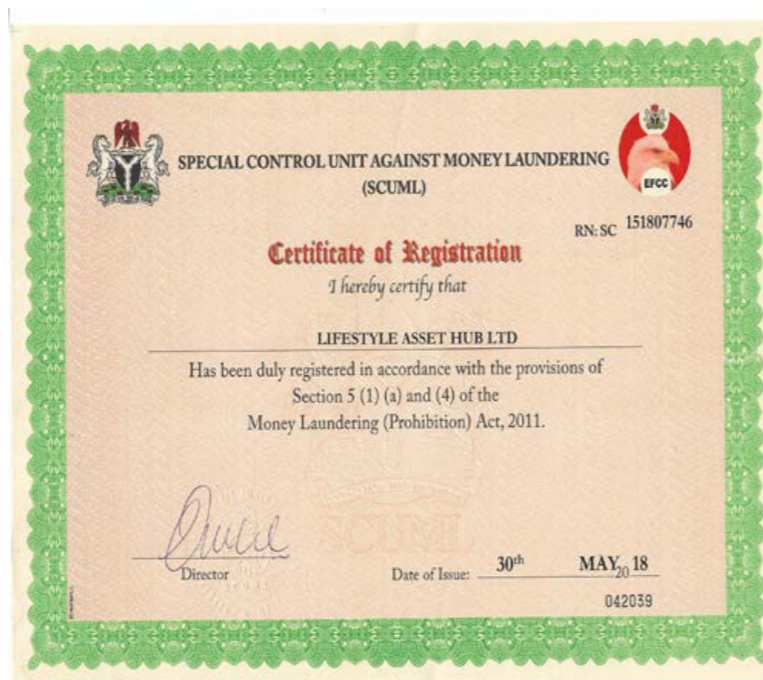 SPECIAL CONTROL UNIT AGAINST MONEY LAUNDERING
(SCUML)
EFCC
RN: SC 151807746
Certificate of Registration
I hereby certify that
LIFESTYLE ASSET HUB LTD
Has been duly registered in accordance with the provisions of
Section 5 (1) (a) and (4) of the
Money Laundering (Prohibition) Act, 2011.
SCUML
Director
Date of Issue: 30th MAY 20 18
042039